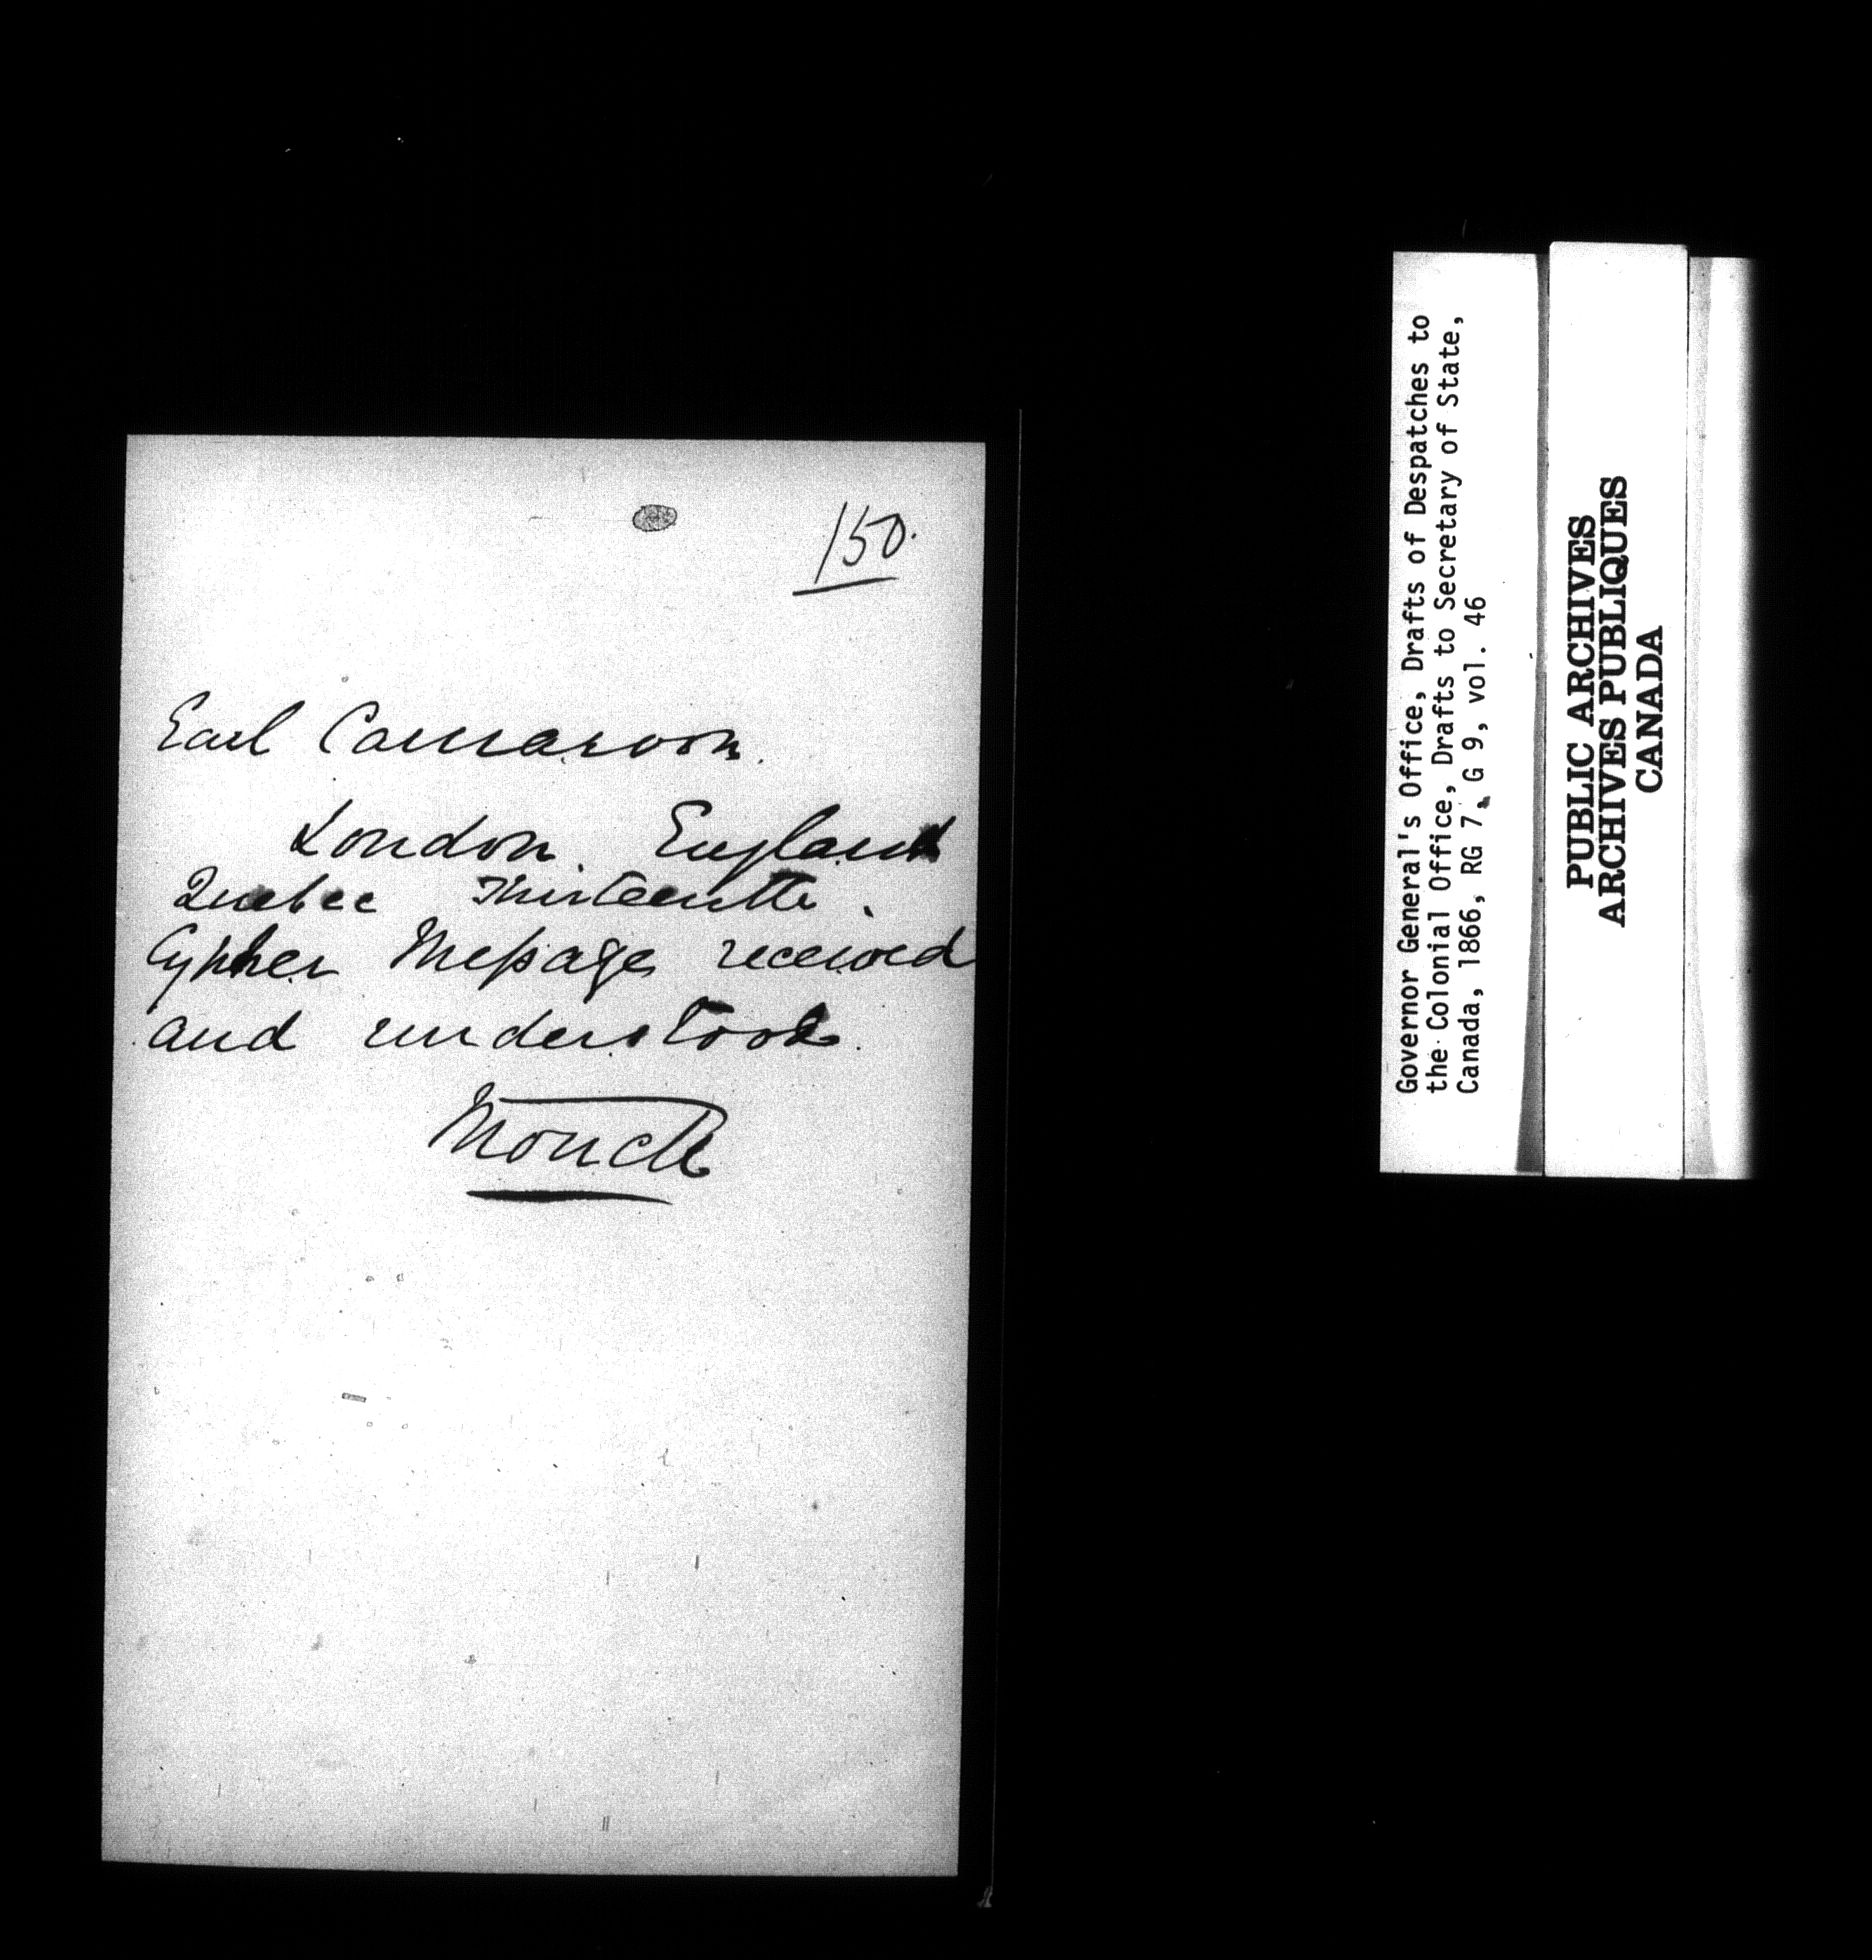 150.
Earl Carnarvon.
London. England
Quebec Thirteenth.
Cypher Message received
and understood.
Monck
Governor General's Office, Drafts of Despatches to
the Colonial Office, Drafts to Secretary of State,
Canada, 1866, RG 7, G 9, vol. 46
PUBLIC ARCHIVES
ARCHIVES PUBLIQUES
CANADA